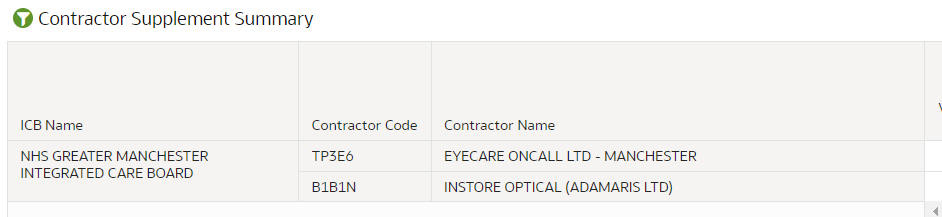 Contractor Supplement Summary
ICB Name Contractor Code Contractor Name
NHS GREATER MANCHESTER INTEGRATED CARE BOARD
TP3E6 EYECARE ONCALL LTD - MANCHESTER
B1B1N INSTORE OPTICAL (ADAMARIS LTD)